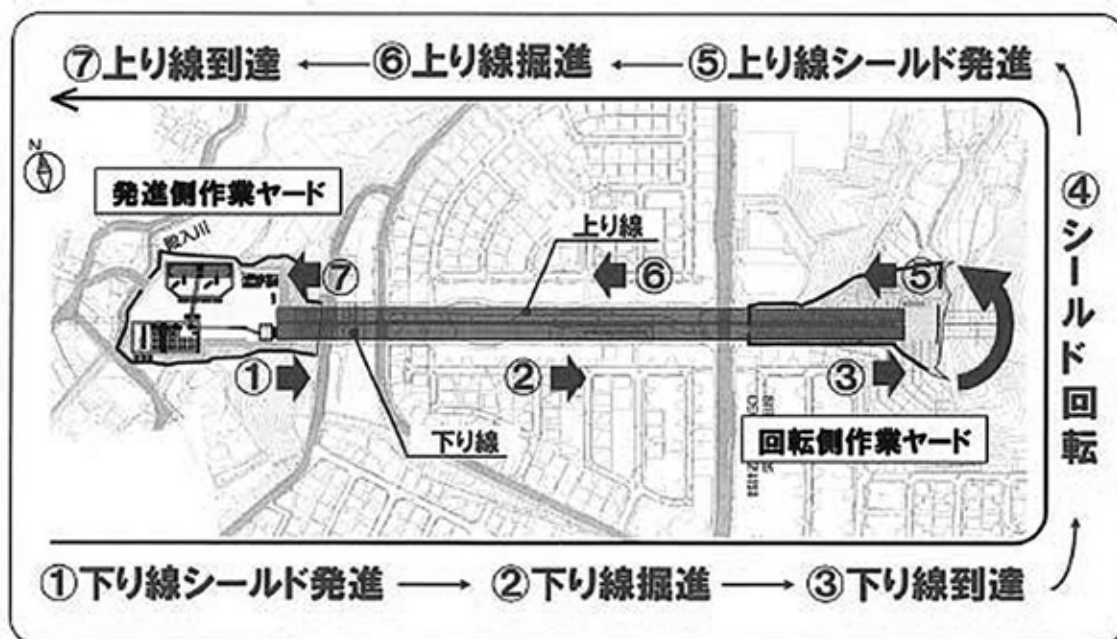 ⑦上り線到達 ← ⑥上り線掘進 ← ⑤上り線シールド発進
④シールド回転
N
発進側作業ヤード
上り線
⑦
⑥
⑤
①
②
③
下り線
回転側作業ヤード
①下り線シールド発進 → ②下り線掘進 → ③下り線到達